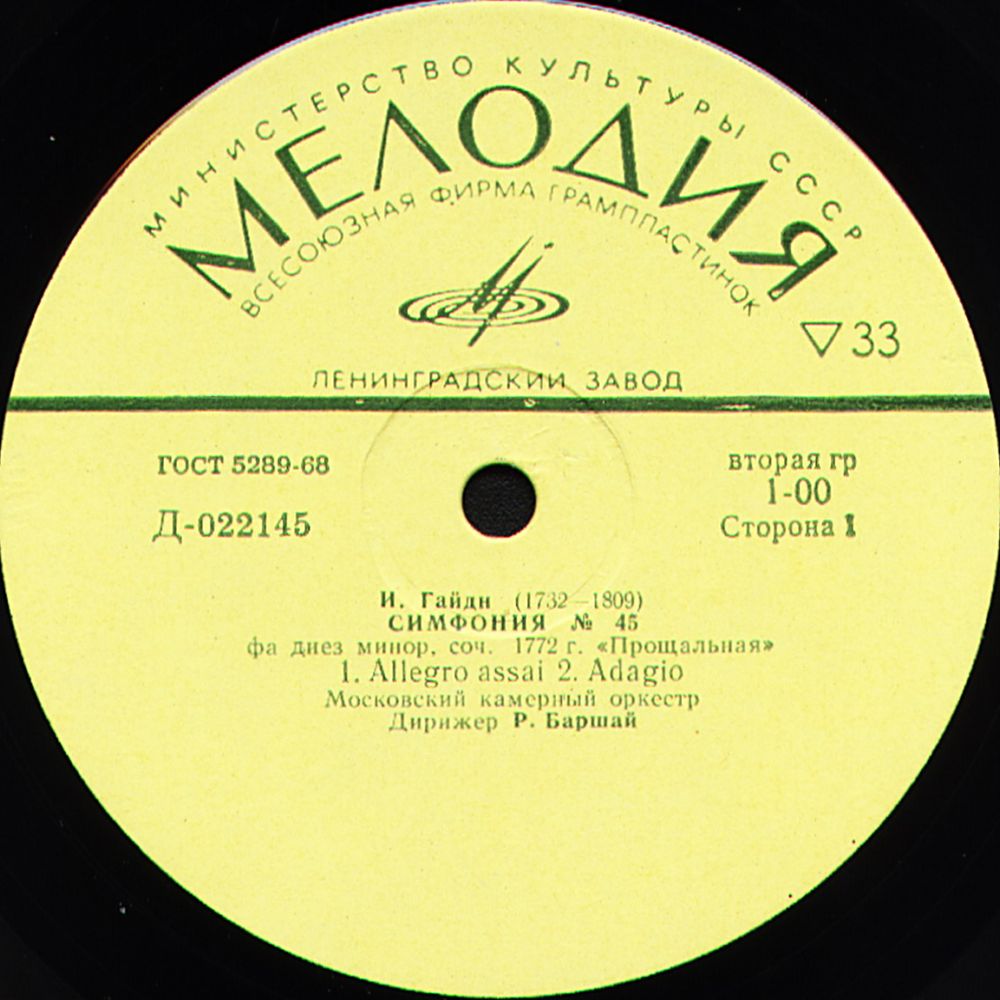 МИНИСТЕРСТВО КУЛЬТУРЫ СССР
МЕЛОДИЯ
ВСЕСОЮЗНАЯ ФИРМА ГРАМПЛАСТИНОК
▽33
ЛЕНИНГРАДСКИЙ ЗАВОД
ГОСТ 5289-68
вторая гр
1-00
Д-022145
Сторона 1
И. Гайдн (1732—1809)
СИМФОНИЯ № 45
фа диез минор, соч. 1772 г. «Прощальная»
1. Allegro assai 2. Adagio
Московский камерный оркестр
Дирижер Р. Баршай